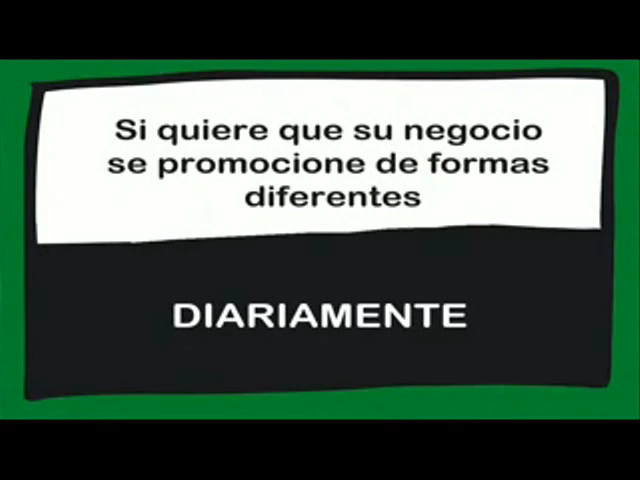 Si quiere que su negocio
se promocione de formas
diferentes
DIARIAMENTE